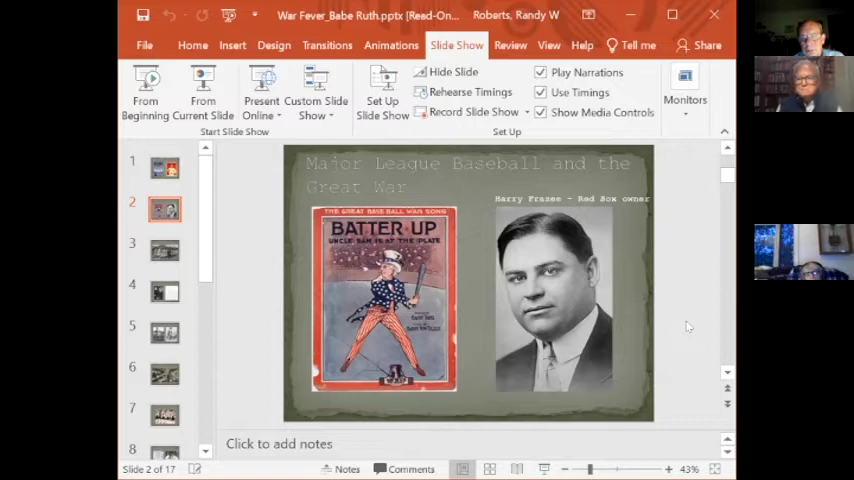 War Fever_Babe Ruth.pptx [Read-On...
Roberts, Randy W
File
Home
Insert
Design
Transitions
Animations
Slide Show
Review
View
Help
Tell me
Share
From Beginning
From Current Slide
Present Online
Custom Slide Show
Set Up Slide Show
Hide Slide
Rehearse Timings
Record Slide Show
Play Narrations
Use Timings
Show Media Controls
Monitors
Start Slide Show
Set Up
1
2
3
4
5
6
7
8
Major League Baseball and the
Great War
Harry Frazee - Red Sox owner
THE GREAT BASE BALL WAR SONG
BATTER UP
UNCLE SAM IS AT THE PLATE
Click to add notes
Slide 2 of 17
Notes
Comments
43%